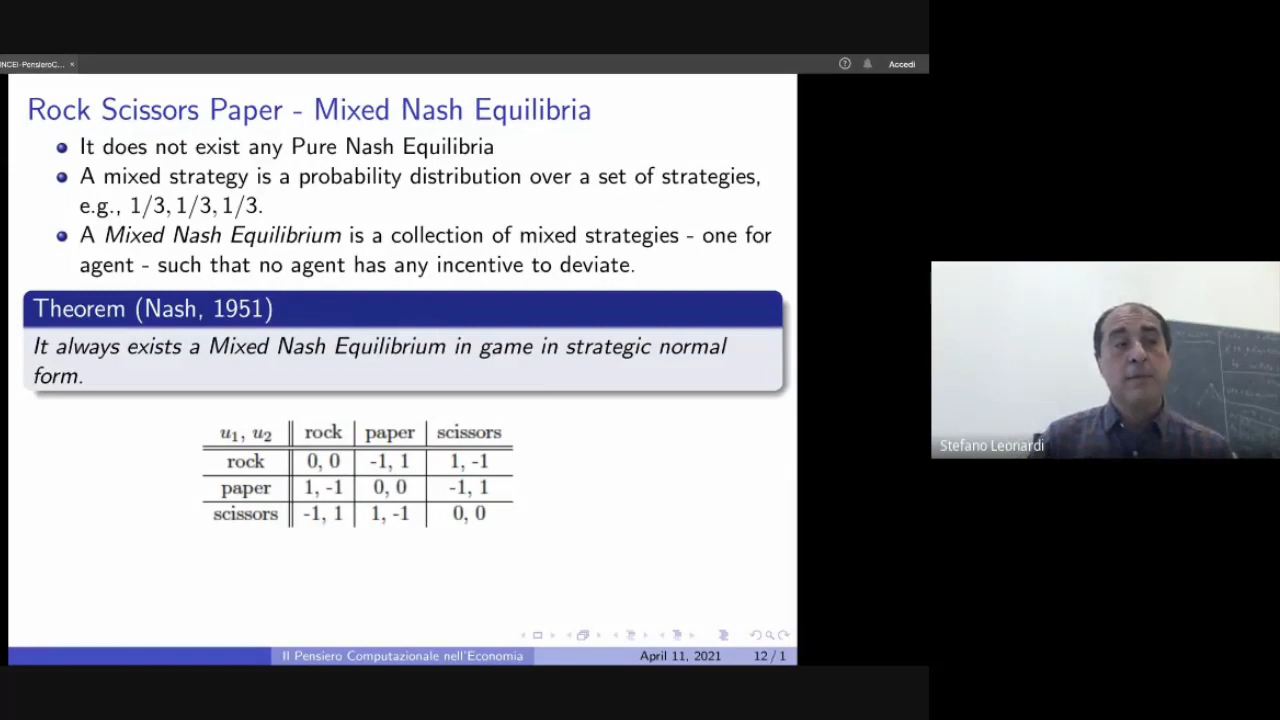 INCEI-PensieroC... ×
Accedi
Rock Scissors Paper - Mixed Nash Equilibria
It does not exist any Pure Nash Equilibria
A mixed strategy is a probability distribution over a set of strategies,
e.g., 1/3, 1/3, 1/3.
A Mixed Nash Equilibrium is a collection of mixed strategies - one for
agent - such that no agent has any incentive to deviate.
Theorem (Nash, 1951)
It always exists a Mixed Nash Equilibrium in game in strategic normal
form.
u1, u2 rock paper scissors
rock 0, 0 -1, 1 1, -1
paper 1, -1 0, 0 -1, 1
scissors -1, 1 1, -1 0, 0
Il Pensiero Computazionale nell'Economia April 11, 2021 12 / 1
Stefano Leonardi